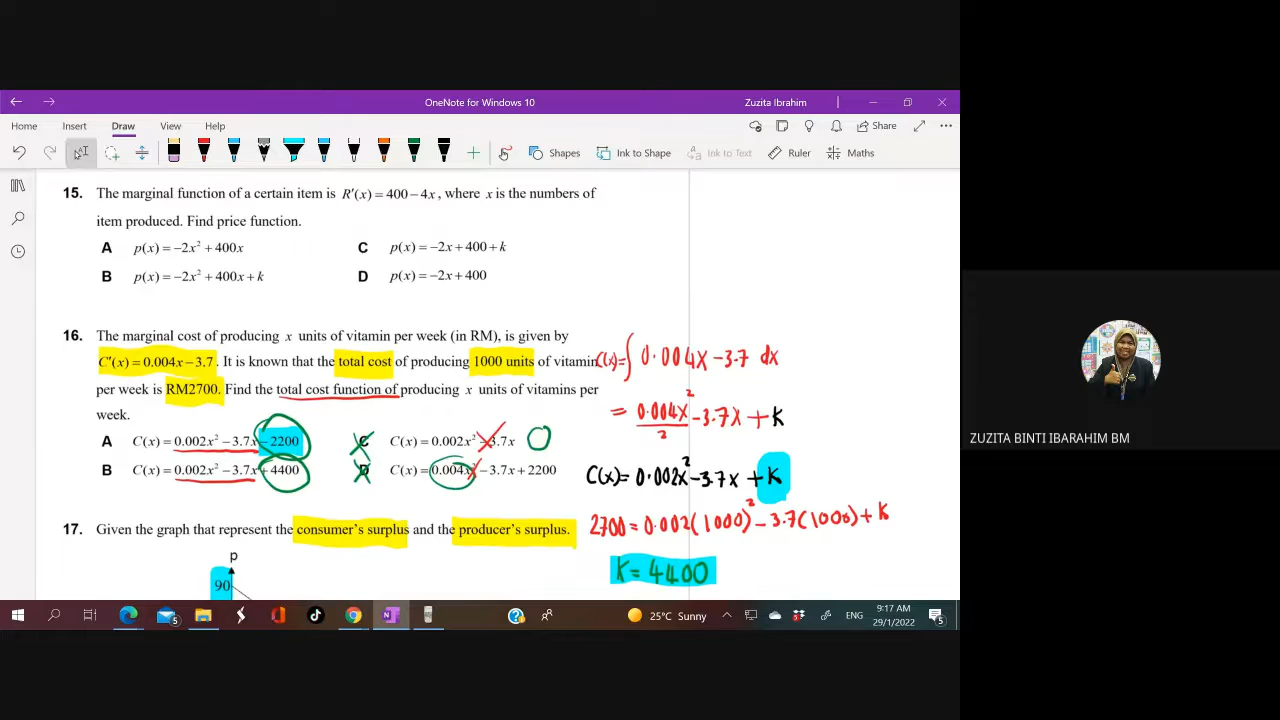 OneNote for Windows 10
Zuzita Ibrahim
Home Insert Draw View Help
Share
Shapes Ink to Shape Ink to Text Ruler Maths
15. The marginal function of a certain item is R′(x) = 400 − 4x, where x is the numbers of
item produced. Find price function.
A p(x) = −2x² + 400x
C p(x) = −2x + 400 + k
B p(x) = −2x² + 400x + k
D p(x) = −2x + 400
16. The marginal cost of producing x units of vitamin per week (in RM), is given by
C′(x) = 0.004x − 3.7. It is known that the total cost of producing 1000 units of vitamin
per week is RM2700. Find the total cost function of producing x units of vitamins per
week.
A C(x) = 0.002x² − 3.7x − 2200
C C(x) = 0.002x² − 3.7x
B C(x) = 0.002x² − 3.7x + 4400
D C(x) = 0.004x² − 3.7x + 2200
C(x) = ∫ 0.004x − 3.7 dx
= 0.004x²/2 − 3.7x + K
C(x) = 0.002x² − 3.7x + K
2700 = 0.002(1000)² − 3.7(1000) + K
K = 4400
17. Given the graph that represent the consumer's surplus and the producer's surplus.
p
90
ZUZITA BINTI IBARAHIM BM
5
25°C Sunny
ENG
9:17 AM
29/1/2022
5